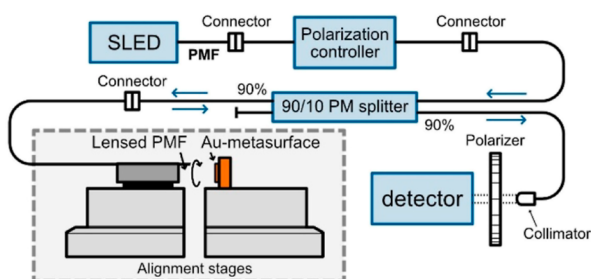 Connector
Connector
SLED
PMF
Polarization
controller
Connector
90%
90/10 PM splitter
90%
Polarizer
Lensed PMF
Au-metasurface
detector
Collimator
Alignment stages